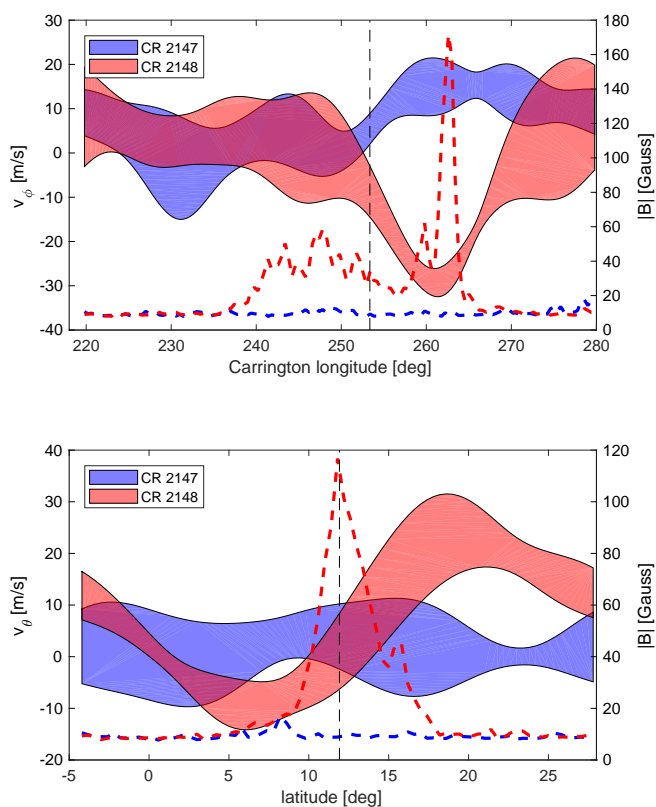 30
20
10
0
-10
-20
-30
-40
v_ϕ [m/s]
CR 2147
CR 2148
180
160
140
120
100
80
60
40
20
0
|B| [Gauss]
220 230 240 250 260 270 280
Carrington longitude [deg]
40
30
20
10
0
-10
-20
v_θ [m/s]
CR 2147
CR 2148
120
100
80
60
40
20
0
|B| [Gauss]
-5 0 5 10 15 20 25
latitude [deg]